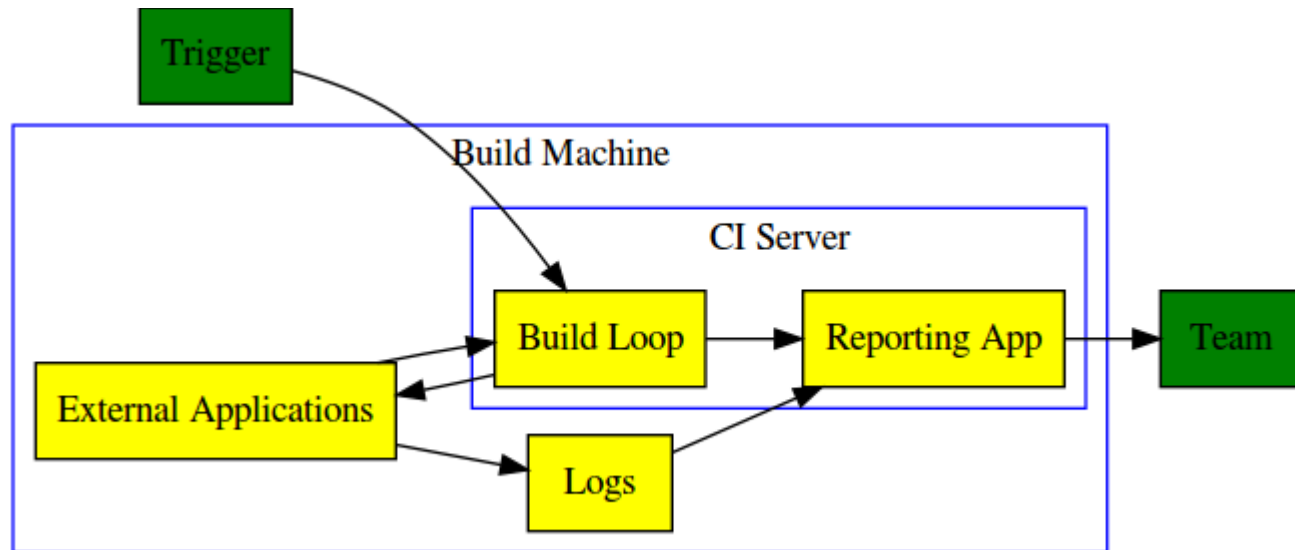 Trigger
Build Machine
CI Server
Build Loop
Reporting App
Team
External Applications
Logs